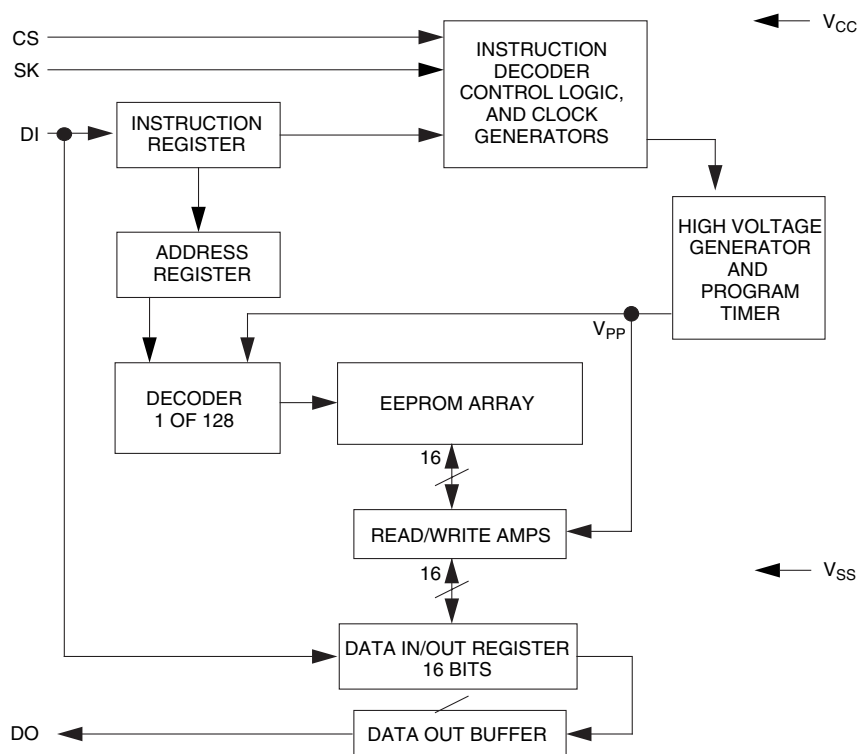 CS
SK
DI
INSTRUCTION
REGISTER
INSTRUCTION
DECODER
CONTROL LOGIC,
AND CLOCK
GENERATORS
VCC
ADDRESS
REGISTER
HIGH VOLTAGE
GENERATOR
AND
PROGRAM
TIMER
VPP
DECODER
1 OF 128
EEPROM ARRAY
16
READ/WRITE AMPS
16
VSS
DATA IN/OUT REGISTER
16 BITS
DO
DATA OUT BUFFER